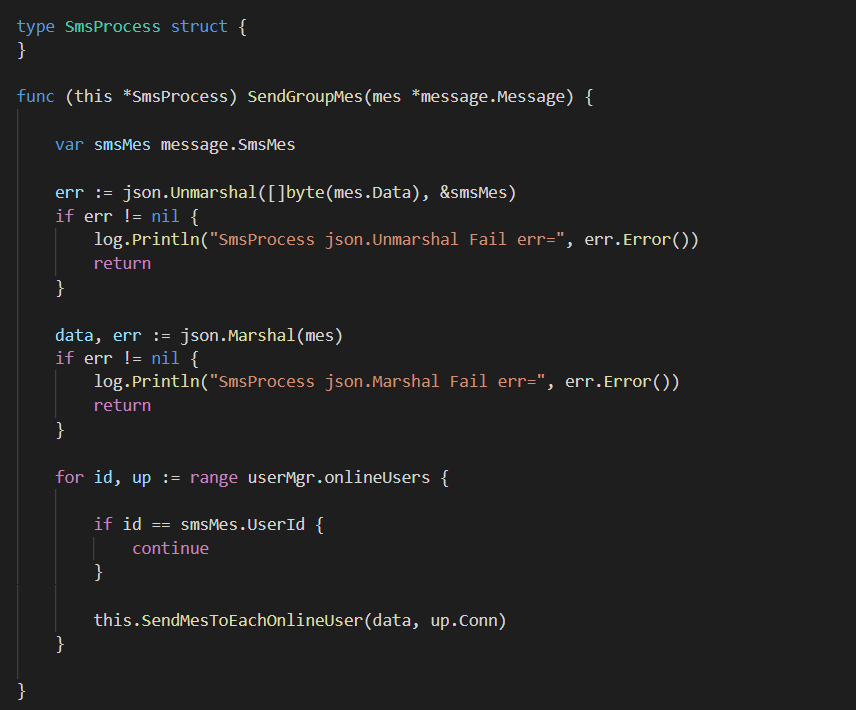 type SmsProcess struct {
}
func (this *SmsProcess) SendGroupMes(mes *message.Message) {
var smsMes message.SmsMes
err := json.Unmarshal([]byte(mes.Data), &smsMes)
if err != nil {
log.Println("SmsProcess json.Unmarshal Fail err=", err.Error())
return
}
data, err := json.Marshal(mes)
if err != nil {
log.Println("SmsProcess json.Marshal Fail err=", err.Error())
return
}
for id, up := range userMgr.onlineUsers {
if id == smsMes.UserId {
continue
}
this.SendMesToEachOnlineUser(data, up.Conn)
}
}